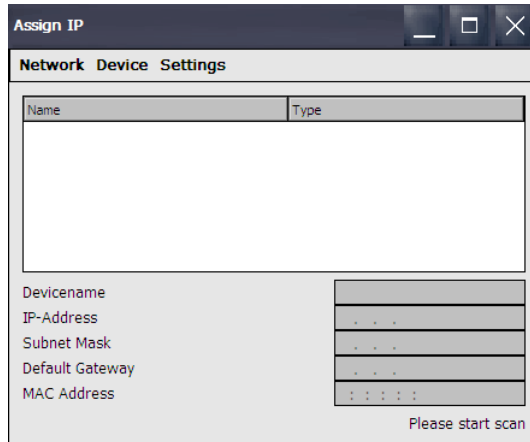 Assign IP
Network Device Settings
Name Type
Devicename
IP-Address . . .
Subnet Mask . . .
Default Gateway . . .
MAC Address : : : : :
Please start scan